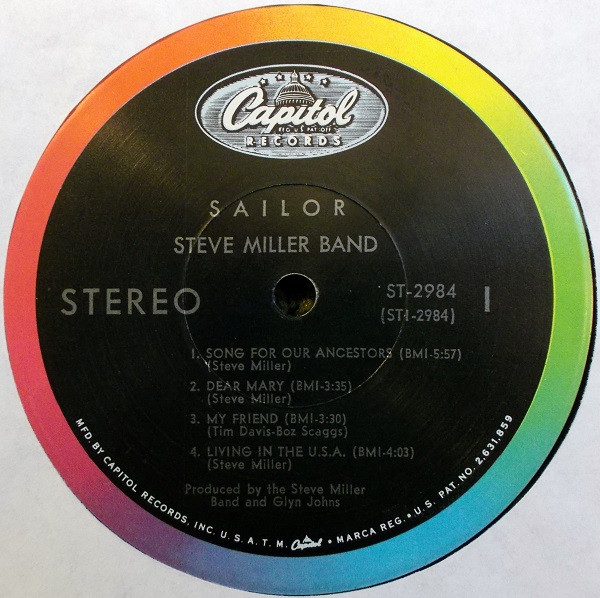 Capitol
REG. U.S. PAT. OFF.
RECORDS
SAILOR
STEVE MILLER BAND
STEREO
ST-2984
(ST1-2984)
1
1. SONG FOR OUR ANCESTORS (BMI-5:57)
(Steve Miller)
2. DEAR MARY (BMI-3:35)
(Steve Miller)
3. MY FRIEND (BMI-3:30)
(Tim Davis-Boz Scaggs)
4. LIVING IN THE U.S.A. (BMI-4:03)
(Steve Miller)
Produced by the Steve Miller
Band and Glyn Johns
MFD. BY CAPITOL RECORDS, INC. U.S.A. T.M. Capitol • MARCA REG. • U.S. PAT. NO. 2,631,859